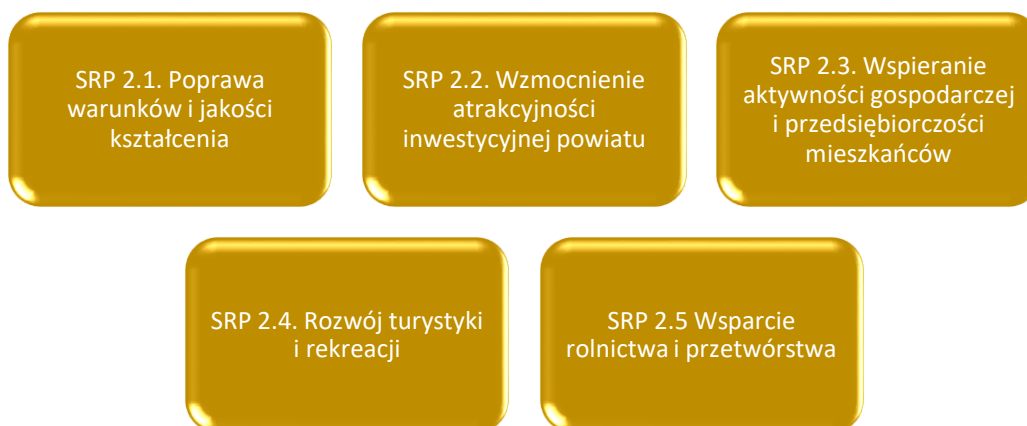 SRP 2.1. Poprawa
warunków i jakości
kształcenia
SRP 2.2. Wzmocnienie
atrakcyjności
inwestycyjnej powiatu
SRP 2.3. Wspieranie
aktywności gospodarczej
i przedsiębiorczości
mieszkańców
SRP 2.4. Rozwój turystyki
i rekreacji
SRP 2.5 Wsparcie
rolnictwa i przetwórstwa